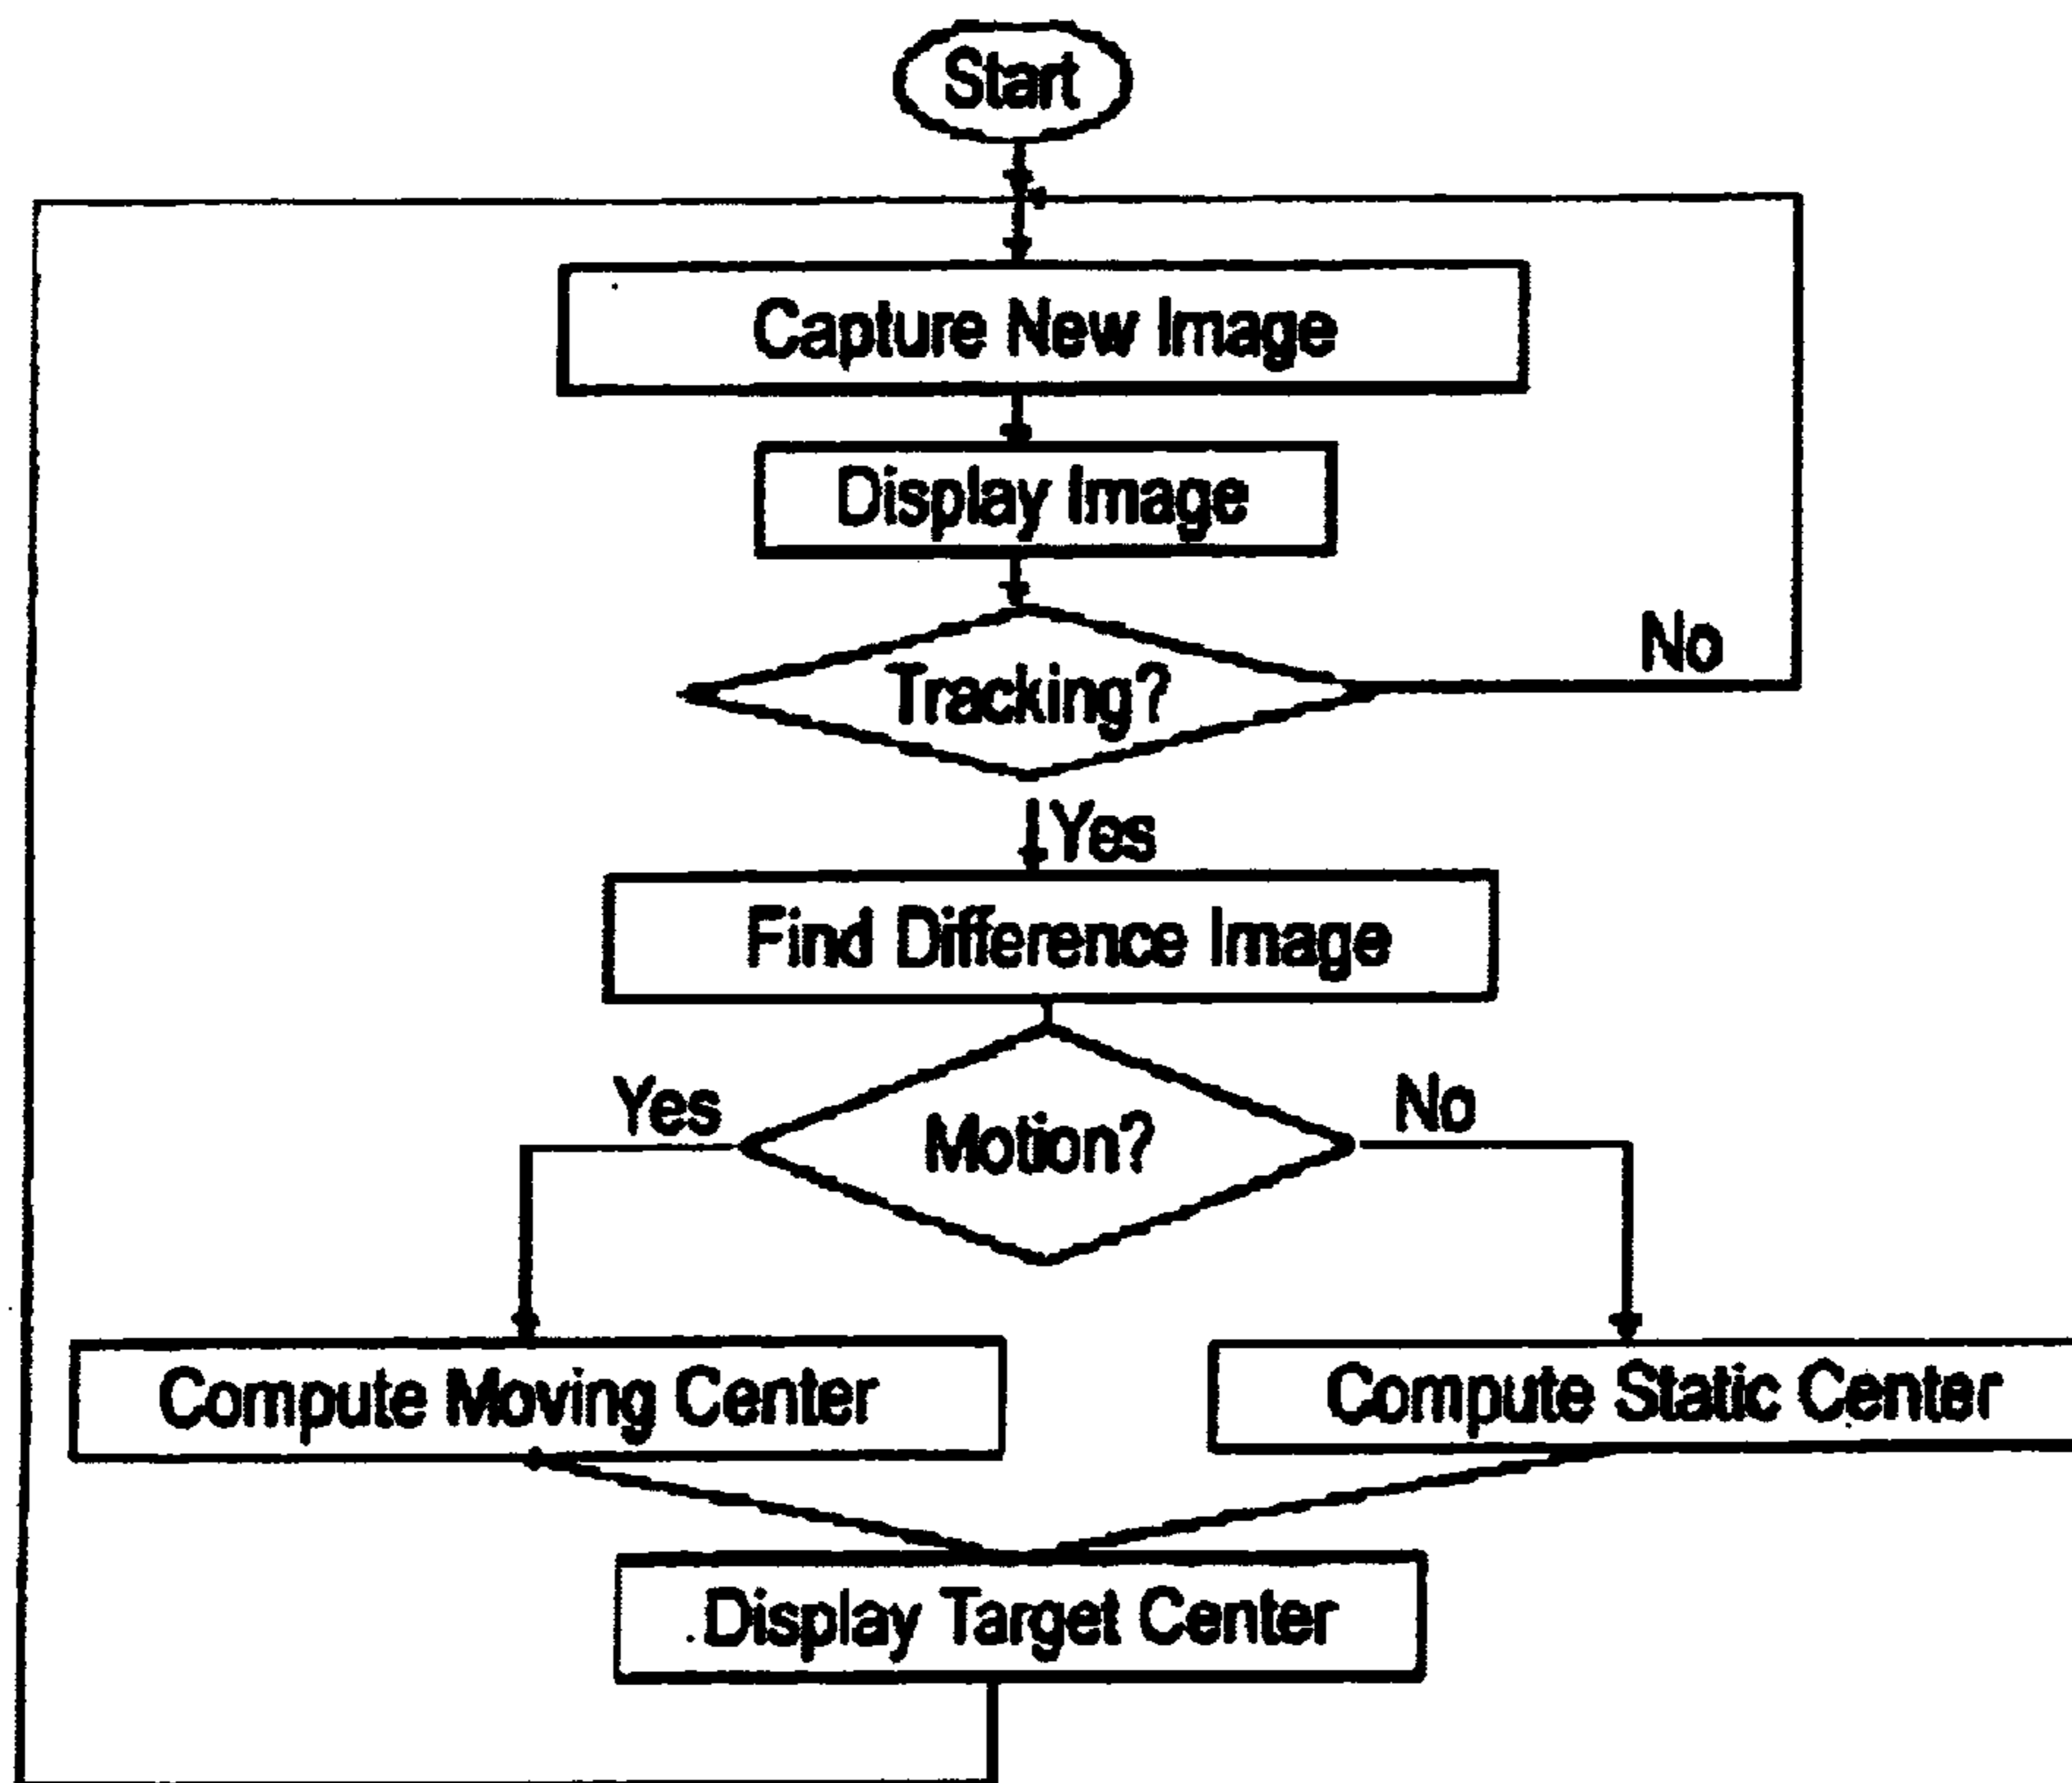 Start
Capture New Image
Display Image
Tracking?
No
Yes
Find Difference Image
Yes
Motion?
No
Compute Moving Center
Compute Static Center
Display Target Center